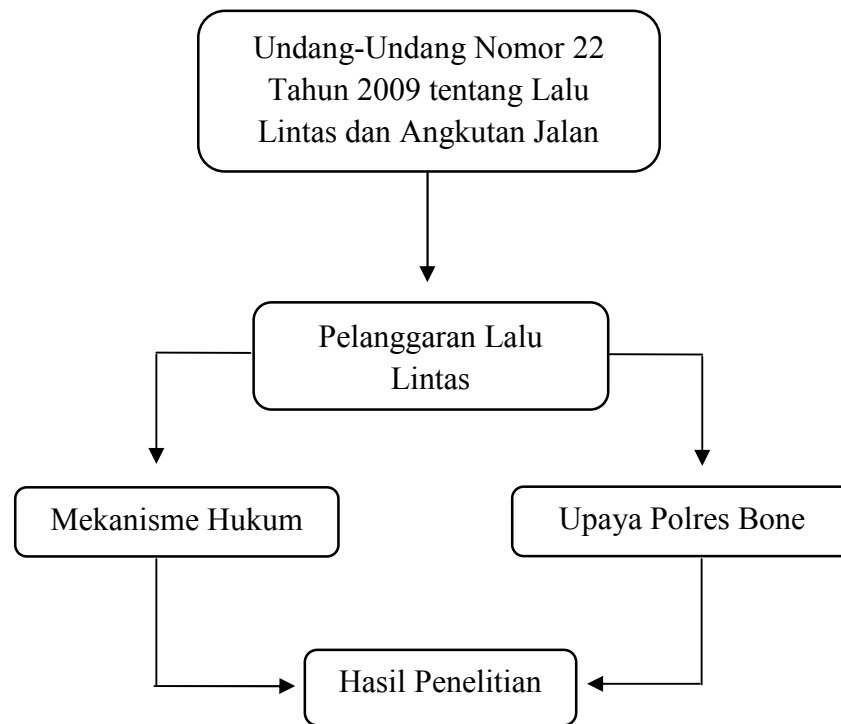 Undang-Undang Nomor 22
Tahun 2009 tentang Lalu
Lintas dan Angkutan Jalan
Pelanggaran Lalu
Lintas
Mekanisme Hukum
Upaya Polres Bone
Hasil Penelitian